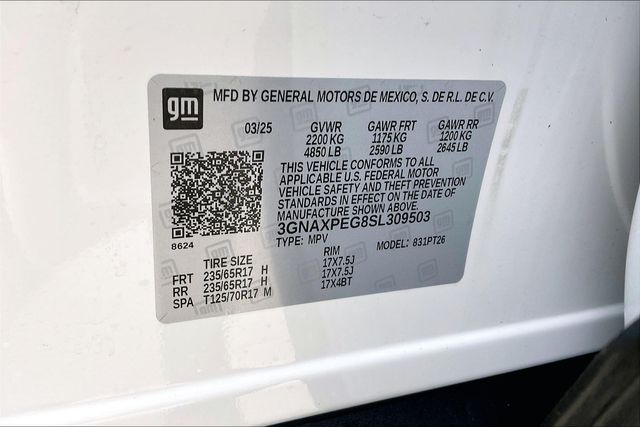 gm
MFD BY GENERAL MOTORS DE MEXICO, S. DE R.L. DE C.V.
03/25 GVWR GAWR FRT GAWR RR
2200 KG 1175 KG 1200 KG
4850 LB 2590 LB 2645 LB
THIS VEHICLE CONFORMS TO ALL
APPLICABLE U.S. FEDERAL MOTOR
VEHICLE SAFETY AND THEFT PREVENTION
STANDARDS IN EFFECT ON THE DATE OF
MANUFACTURE SHOWN ABOVE.
3GNAXPEG8SL309503
8624
TYPE: MPV MODEL: 831PT26
TIRE SIZE RIM
FRT 235/65R17 H 17X7.5J
RR 235/65R17 H 17X7.5J
SPA T125/70R17 M 17X4BT